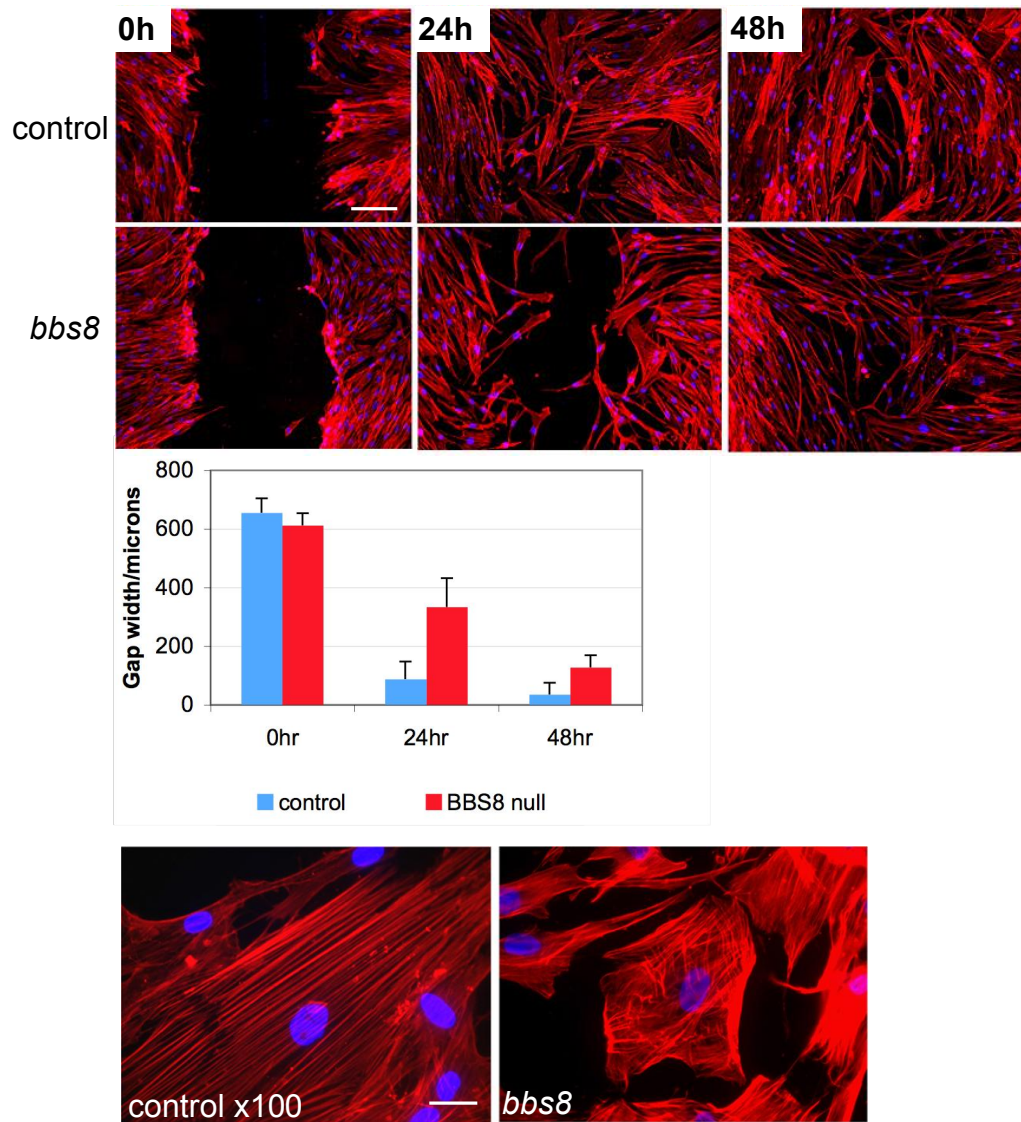 0h 24h 48h
control
bbs8
Gap width/microns
800
600
400
200
0
0hr 24hr 48hr
control BBS8 null
control x100 bbs8